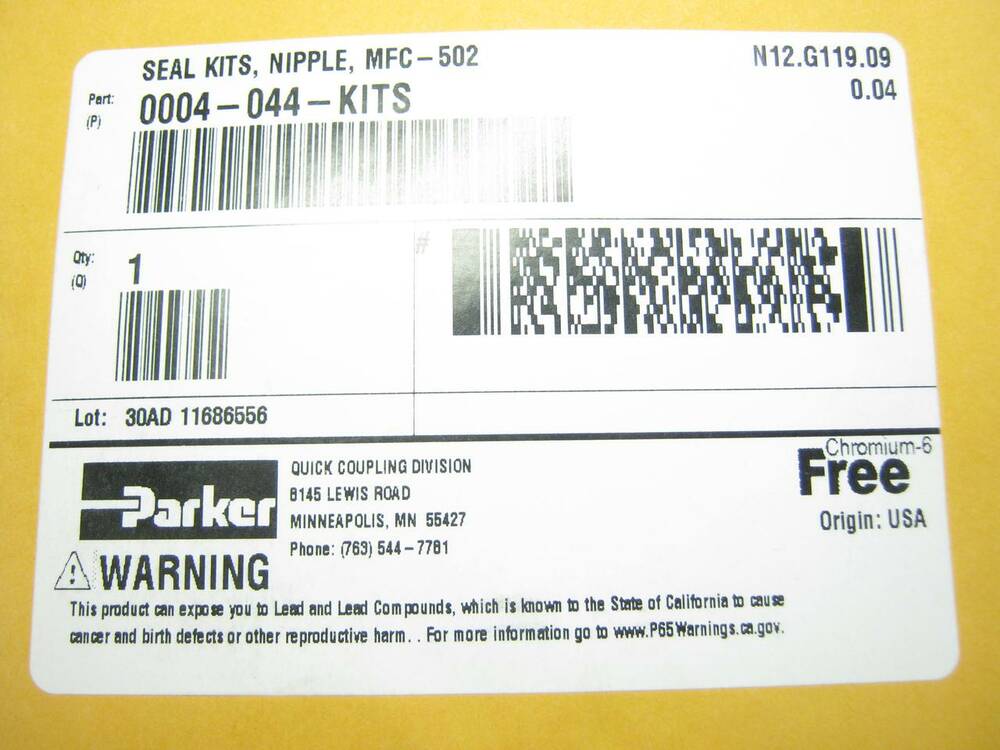 SEAL KITS, NIPPLE, MFC-502
N12.G119.09
Part:
(P)
0004-044-KITS
0.04
Qty:
(Q)
1
#
Lot: 30AD 11686556
Parker
QUICK COUPLING DIVISION
8145 LEWIS ROAD
MINNEAPOLIS, MN 55427
Phone: (763) 544-7781
Chromium-6
Free
Origin: USA
WARNING
This product can expose you to Lead and Lead Compounds, which is known to the State of California to cause
cancer and birth defects or other reproductive harm. . For more information go to www.P65Warnings.ca.gov.